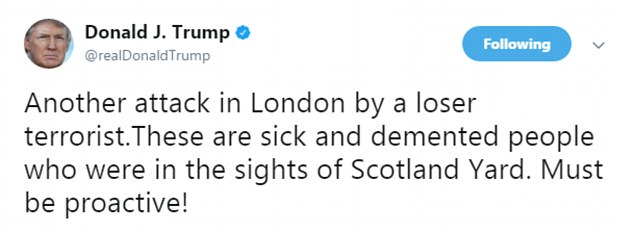 Donald J. Trump
@realDonaldTrump
Following
Another attack in London by a loser
terrorist.These are sick and demented people
who were in the sights of Scotland Yard. Must
be proactive!